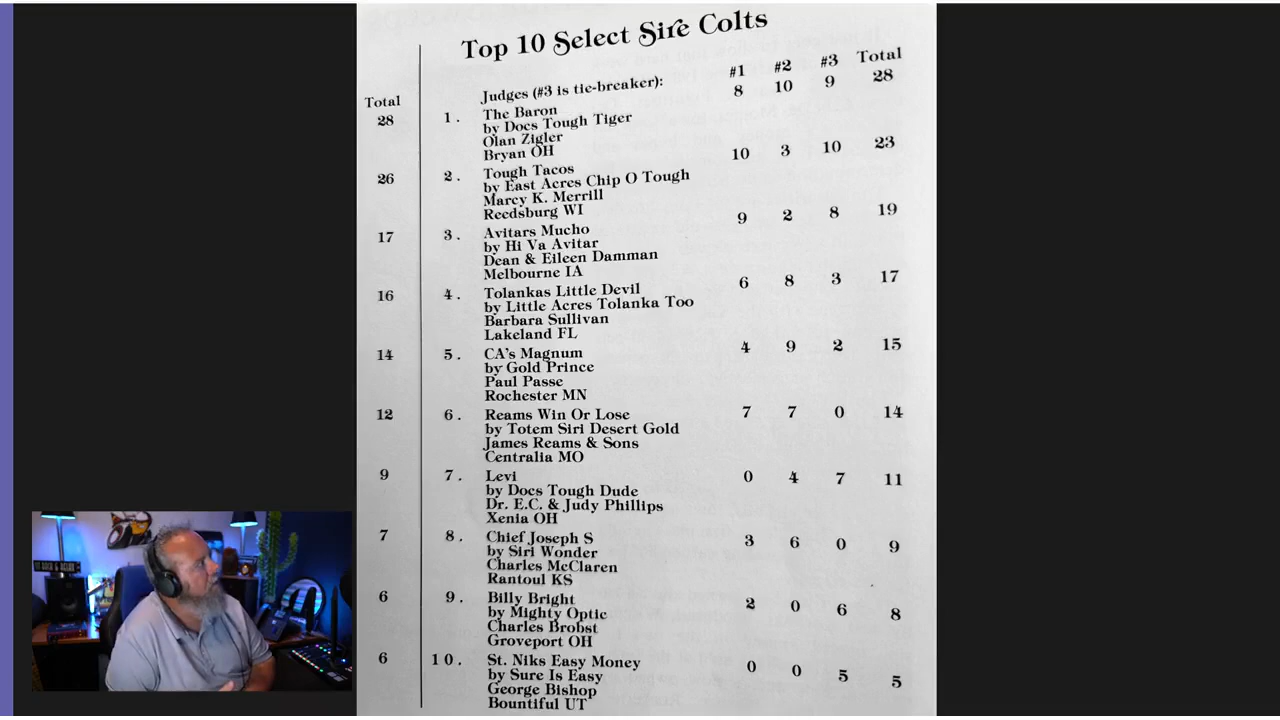 Top 10 Select Sire Colts
Total Judges (#3 is tie-breaker): #1 #2 #3 Total
28 1. The Baron 8 10 9 28
by Docs Tough Tiger
Olan Zigler
Bryan OH
26 2. Tough Tacos 10 3 10 23
by East Acres Chip O Tough
Marcy K. Merrill
Reedsburg WI
17 3. Avitars Mucho 9 2 8 19
by Hi Va Avitar
Dean & Eileen Damman
Melbourne IA
16 4. Tolankas Little Devil 6 8 3 17
by Little Acres Tolanka Too
Barbara Sullivan
Lakeland FL
14 5. CA's Magnum 4 9 2 15
by Gold Prince
Paul Passe
Rochester MN
12 6. Reams Win Or Lose 7 7 0 14
by Totem Siri Desert Gold
James Reams & Sons
Centralia MO
9 7. Levi 0 4 7 11
by Docs Tough Dude
Dr. E.C. & Judy Phillips
Xenia OH
7 8. Chief Joseph S 3 6 0 9
by Siri Wonder
Charles McClaren
Rantoul KS
6 9. Billy Bright 2 0 6 8
by Mighty Optic
Charles Brobst
Groveport OH
6 10. St. Niks Easy Money 0 0 5 5
by Sure Is Easy
George Bishop
Bountiful UT